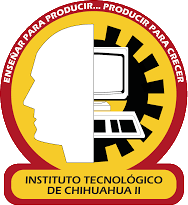 ENSEÑAR PARA PRODUCIR... PRODUCIR PARA CRECER
INSTITUTO TECNOLÓGICO
DE CHIHUAHUA II